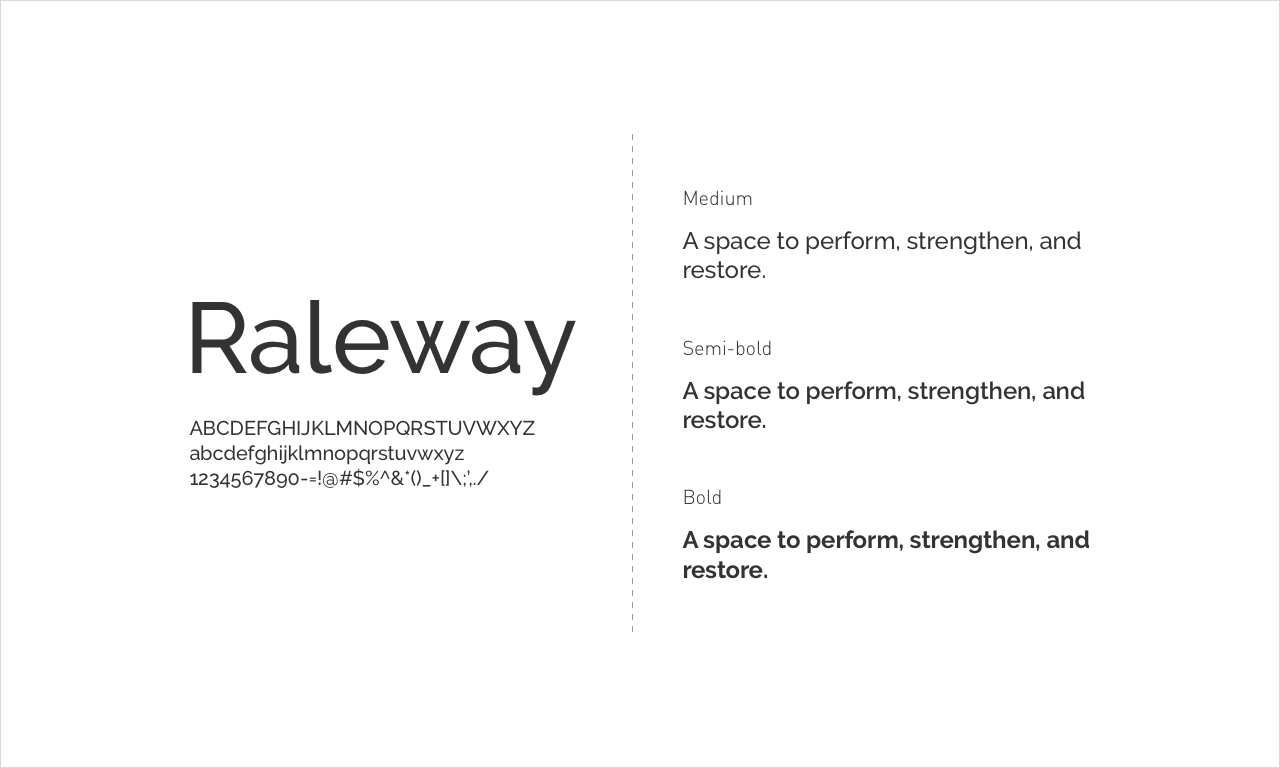 Raleway
ABCDEFGHIJKLMNOPQRSTUVWXYZ
abcdefghijklmnopqrstuvwxyz
1234567890-=!@#$%^&*()_+[]\;',./
Medium
A space to perform, strengthen, and
restore.
Semi-bold
A space to perform, strengthen, and
restore.
Bold
A space to perform, strengthen, and
restore.